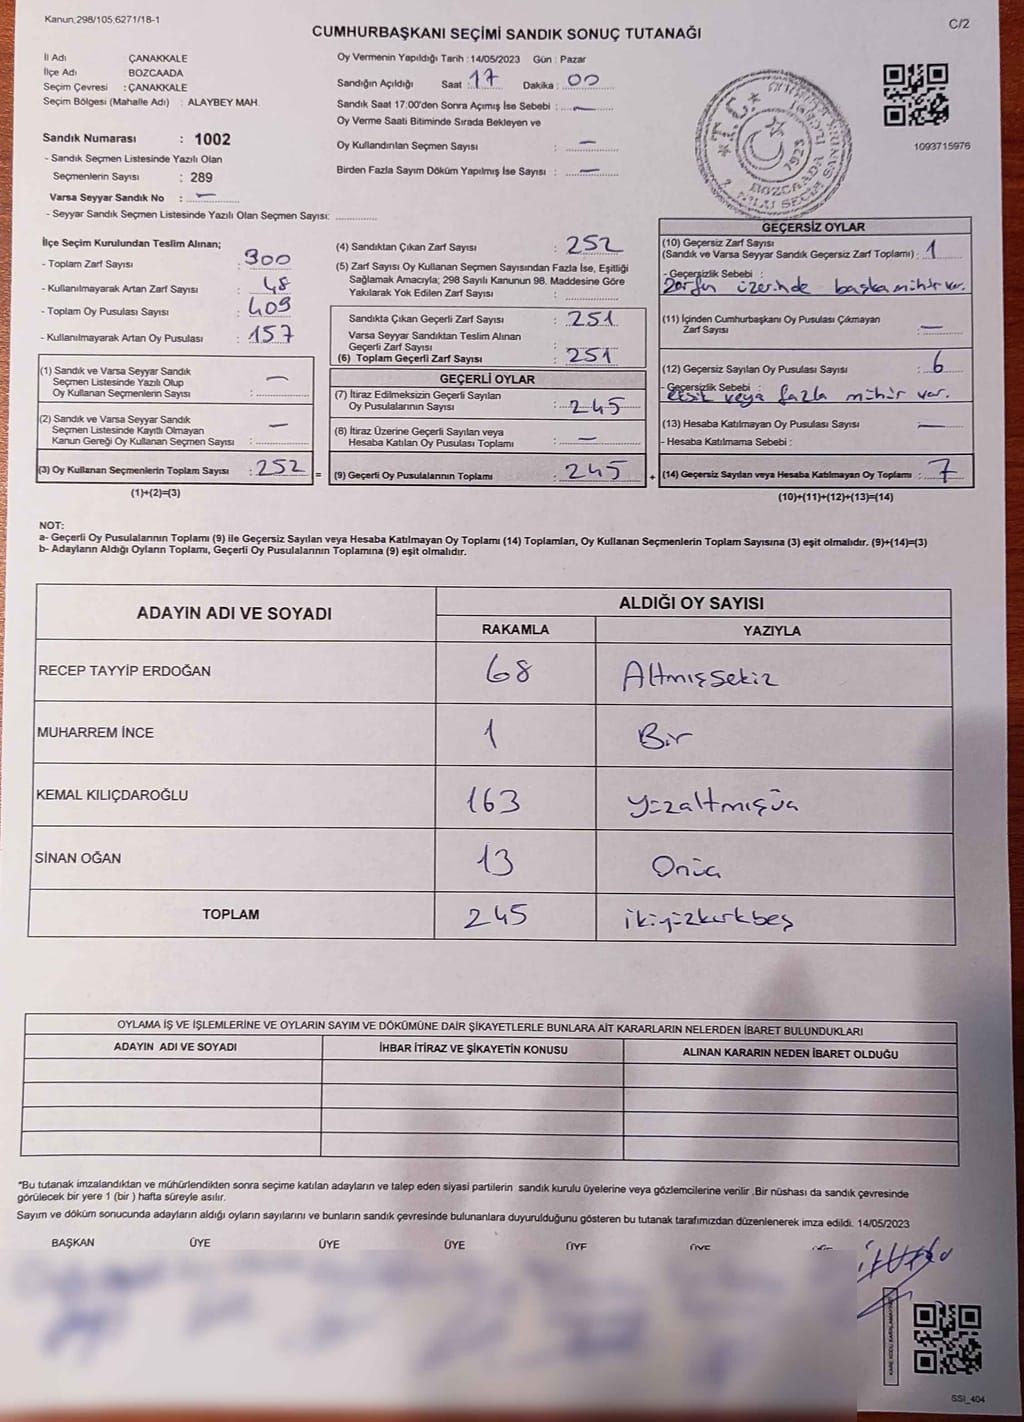 Kanun.298/105,6271/18-1
C/2
CUMHURBAŞKANI SEÇİMİ SANDIK SONUÇ TUTANAĞI
İl Adı ÇANAKKALE
İlçe Adı BOZCAADA
Seçim Çevresi : ÇANAKKALE
Seçim Bölgesi (Mahalle Adı) : ALAYBEY MAH.
Sandık Numarası : 1002
- Sandık Seçmen Listesinde Yazılı Olan
Seçmenlerin Sayısı : 289
Varsa Seyyar Sandık No : —
- Seyyar Sandık Seçmen Listesinde Yazılı Olan Seçmen Sayısı:
Oy Vermenin Yapıldığı Tarih : 14/05/2023 Gün : Pazar
Sandığın Açıldığı Saat : 17 Dakika : 00
Sandık Saat 17:00'den Sonra Açımış İse Sebebi : —
Oy Verme Saati Bitiminde Sırada Bekleyen ve
Oy Kullandırılan Seçmen Sayısı : —
Birden Fazla Sayım Döküm Yapılmış İse Sayısı : —
T.C.
1923
BOZCAADA
1093715976
İlçe Seçim Kurulundan Teslim Alınan;
- Toplam Zarf Sayısı : 300
- Kullanılmayarak Artan Zarf Sayısı : 48
- Toplam Oy Pusulası Sayısı : 409
- Kullanılmayarak Artan Oy Pusulası : 157
(1) Sandık ve Varsa Seyyar Sandık
Seçmen Listesinde Yazılı Olup
Oy Kullanan Seçmenlerin Sayısı : —
(2) Sandık ve Varsa Seyyar Sandık
Seçmen Listesinde Kayıtlı Olmayan
Kanun Gereği Oy Kullanan Seçmen Sayısı : —
(3) Oy Kullanan Seçmenlerin Toplam Sayısı : 252 =
(1)+(2)=(3)
(4) Sandıktan Çıkan Zarf Sayısı : 252
(5) Zarf Sayısı Oy Kullanan Seçmen Sayısından Fazla İse, Eşitliği
Sağlamak Amacıyla; 298 Sayılı Kanunun 98. Maddesine Göre
Yakılarak Yok Edilen Zarf Sayısı :
Sandıkta Çıkan Geçerli Zarf Sayısı : 251
Varsa Seyyar Sandıktan Teslim Alınan
Geçerli Zarf Sayısı :
(6) Toplam Geçerli Zarf Sayısı : 251
GEÇERLİ OYLAR
(7) İtiraz Edilmeksizin Geçerli Sayılan
Oy Pusulalarının Sayısı : 245
(8) İtiraz Üzerine Geçerli Sayılan veya
Hesaba Katılan Oy Pusulası Toplamı : —
(9) Geçerli Oy Pusulalarının Toplamı : 245 +
GEÇERSİZ OYLAR
(10) Geçersiz Zarf Sayısı
(Sandık ve Varsa Seyyar Sandık Geçersiz Zarf Toplamı) : 1
- Geçersizlik Sebebi :
Zarfın üzerinde başka mühür var.
(11) İçinden Cumhurbaşkanı Oy Pusulası Çıkmayan
Zarf Sayısı : —
(12) Geçersiz Sayılan Oy Pusulası Sayısı : 6
- Geçersizlik Sebebi :
Eksik veya fazla mühür var.
(13) Hesaba Katılmayan Oy Pusulası Sayısı : —
- Hesaba Katılmama Sebebi :
(14) Geçersiz Sayılan veya Hesaba Katılmayan Oy Toplamı : 7
(10)+(11)+(12)+(13)=(14)
NOT:
a- Geçerli Oy Pusulalarının Toplamı (9) ile Geçersiz Sayılan veya Hesaba Katılmayan Oy Toplamı (14) Toplamları, Oy Kullanan Seçmenlerin Toplam Sayısına (3) eşit olmalıdır. (9)+(14)=(3)
b- Adayların Aldığı Oyların Toplamı, Geçerli Oy Pusulalarının Toplamına (9) eşit olmalıdır.
ADAYIN ADI VE SOYADI ALDIĞI OY SAYISI
RAKAMLA YAZIYLA
RECEP TAYYİP ERDOĞAN 68 Altmışsekiz
MUHARREM İNCE 1 Bir
KEMAL KILIÇDAROĞLU 163 Yüzaltmışüç
SİNAN OĞAN 13 Onüç
TOPLAM 245 ikiyüzkırkbeş
OYLAMA İŞ VE İŞLEMLERİNE VE OYLARIN SAYIM VE DÖKÜMÜNE DAİR ŞİKAYETLERLE BUNLARA AİT KARARLARIN NELERDEN İBARET BULUNDUKLARI
ADAYIN ADI VE SOYADI İHBAR İTİRAZ VE ŞİKAYETİN KONUSU ALINAN KARARIN NEDEN İBARET OLDUĞU
*Bu tutanak imzalandıktan ve mühürlendikten sonra seçime katılan adayların ve talep eden siyasi partilerin sandık kurulu üyelerine veya gözlemcilerine verilir .Bir nüshası da sandık çevresinde
görülecek bir yere 1 (bir ) hafta süreyle asılır.
Sayım ve döküm sonucunda adayların aldığı oyların sayılarını ve bunların sandık çevresinde bulunanlara duyurulduğunu gösteren bu tutanak tarafımızdan düzenlenerek imza edildi. 14/05/2023
BAŞKAN ÜYE ÜYE ÜYE ÜYE ÜYE
SSI_404